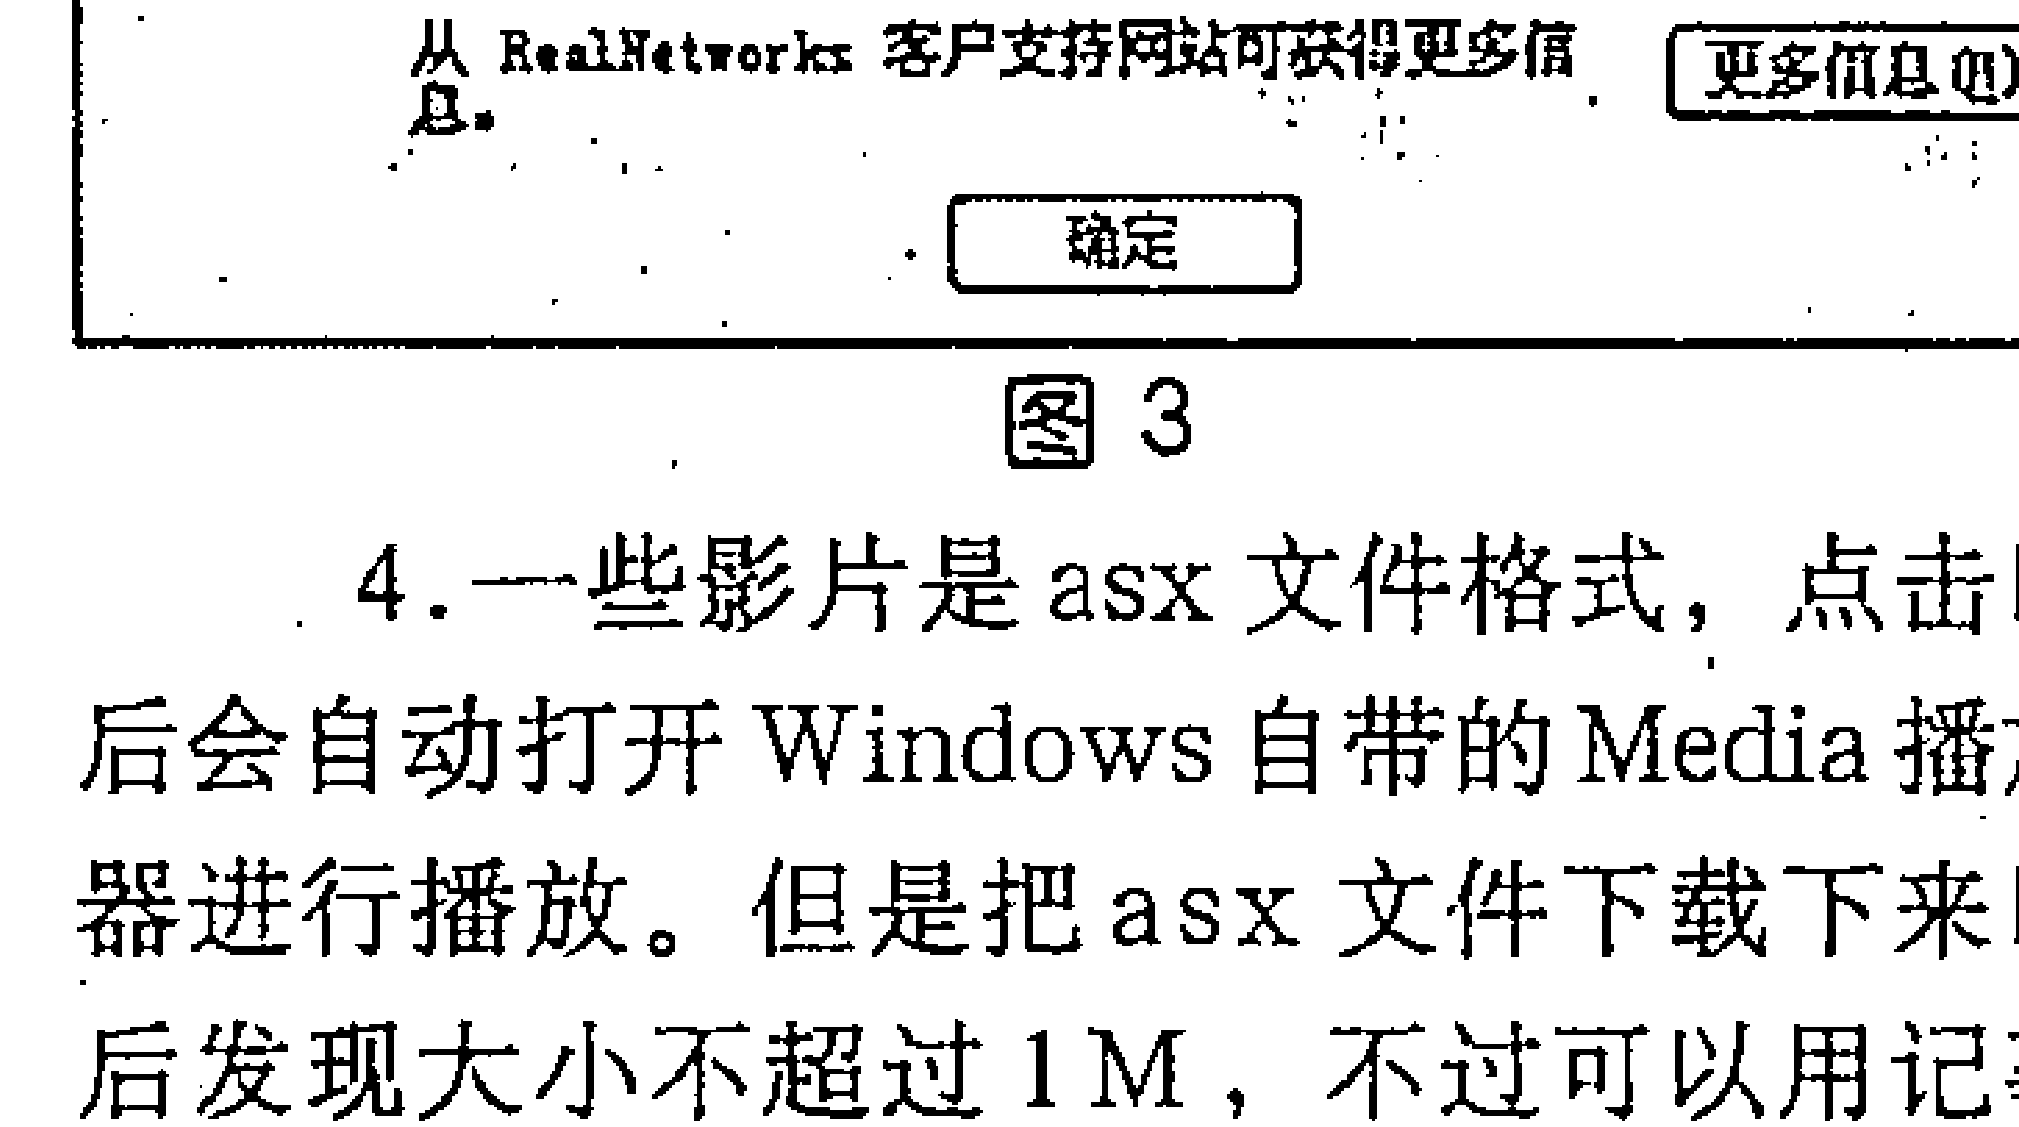 从 RealNetworks 客户支持网站可获得更多信
息。
更多信息
确定
图 3
4.一些影片是 asx 文件格式，点击
后会自动打开 Windows 自带的 Media 播
器进行播放。但是把 asx 文件下载下来
后发现大小不超过 1M，不过可以用记